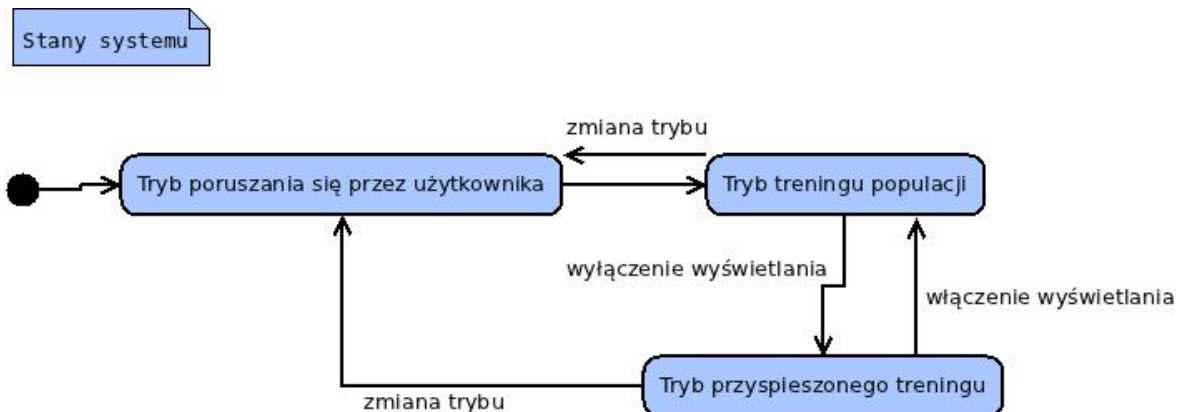 Stany systemu
zmiana trybu
Tryb poruszania się przez użytkownika
Tryb treningu populacji
wyłączenie wyświetlania
włączenie wyświetlania
Tryb przyspieszonego treningu
zmiana trybu